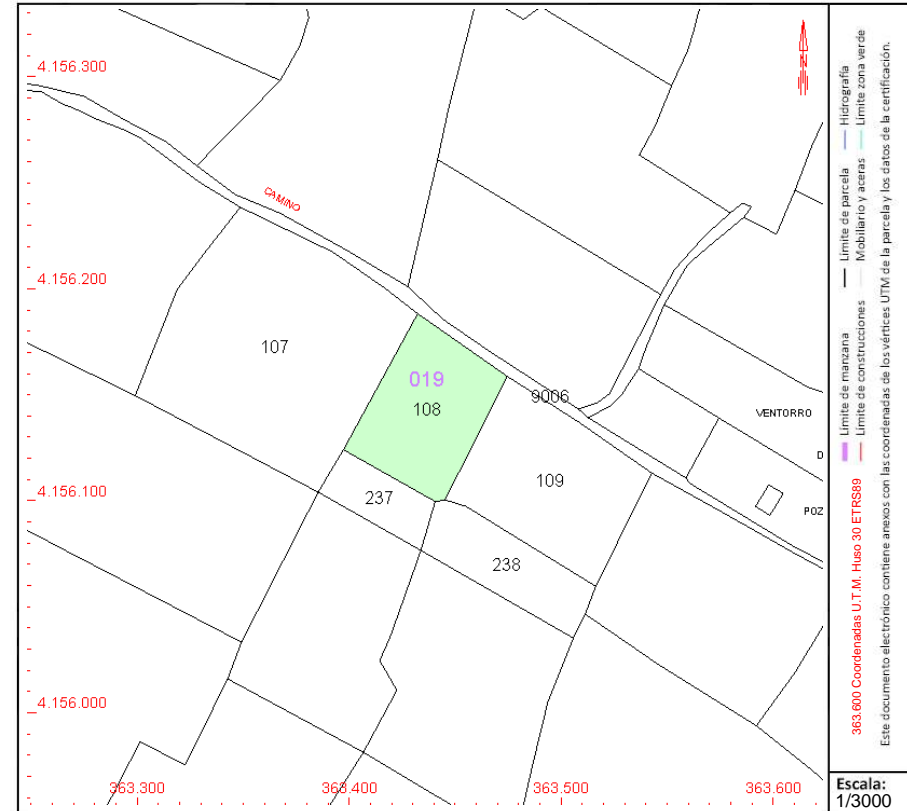 4.156.300
N
CAMINO
4.156.200
107
019
108
9006
VENTORRO
D
4.156.100
237
109
POZ
238
4.156.000
363.300
363.400
363.500
363.600
363.600 Coordenadas U.T.M. Huso 30 ETRS89
Límite de manzana
Límite de parcela
Hidrografía
Límite de construcciones
Mobiliario y aceras
Límite zona verde
Este documento electrónico contiene anexos con las coordenadas de los vértices UTM de la parcela y los datos de la certificación.
Escala:
1/3000